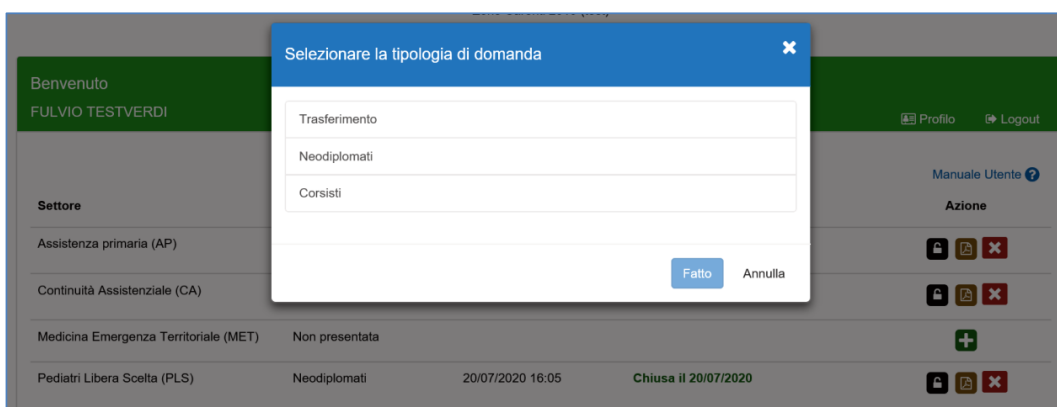 Selezionare la tipologia di domanda
Benvenuto
FULVIO TESTVERDI
Profilo Logout
Trasferimento
Neodiplomati
Corsisti
Manuale Utente
Settore Azione
Assistenza primaria (AP)
Fatto Annulla
Continuità Assistenziale (CA)
Medicina Emergenza Territoriale (MET) Non presentata
Pediatri Libera Scelta (PLS) Neodiplomati 20/07/2020 16:05 Chiusa il 20/07/2020